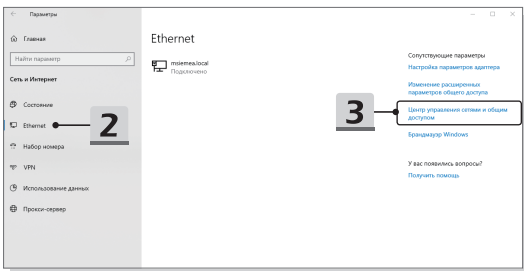 Параметры
Главная
Найти параметр
Сеть и Интернет
Состояние
Ethernet
2
Набор номера
VPN
Использование данных
Прокси-сервер
Ethernet
msiemea.local
Подключено
Сопутствующие параметры
Настройка параметров адаптера
Изменение расширенных
параметров общего доступа
3
Центр управления сетями и общим
доступом
Брандмауэр Windows
У вас появились вопросы?
Получить помощь